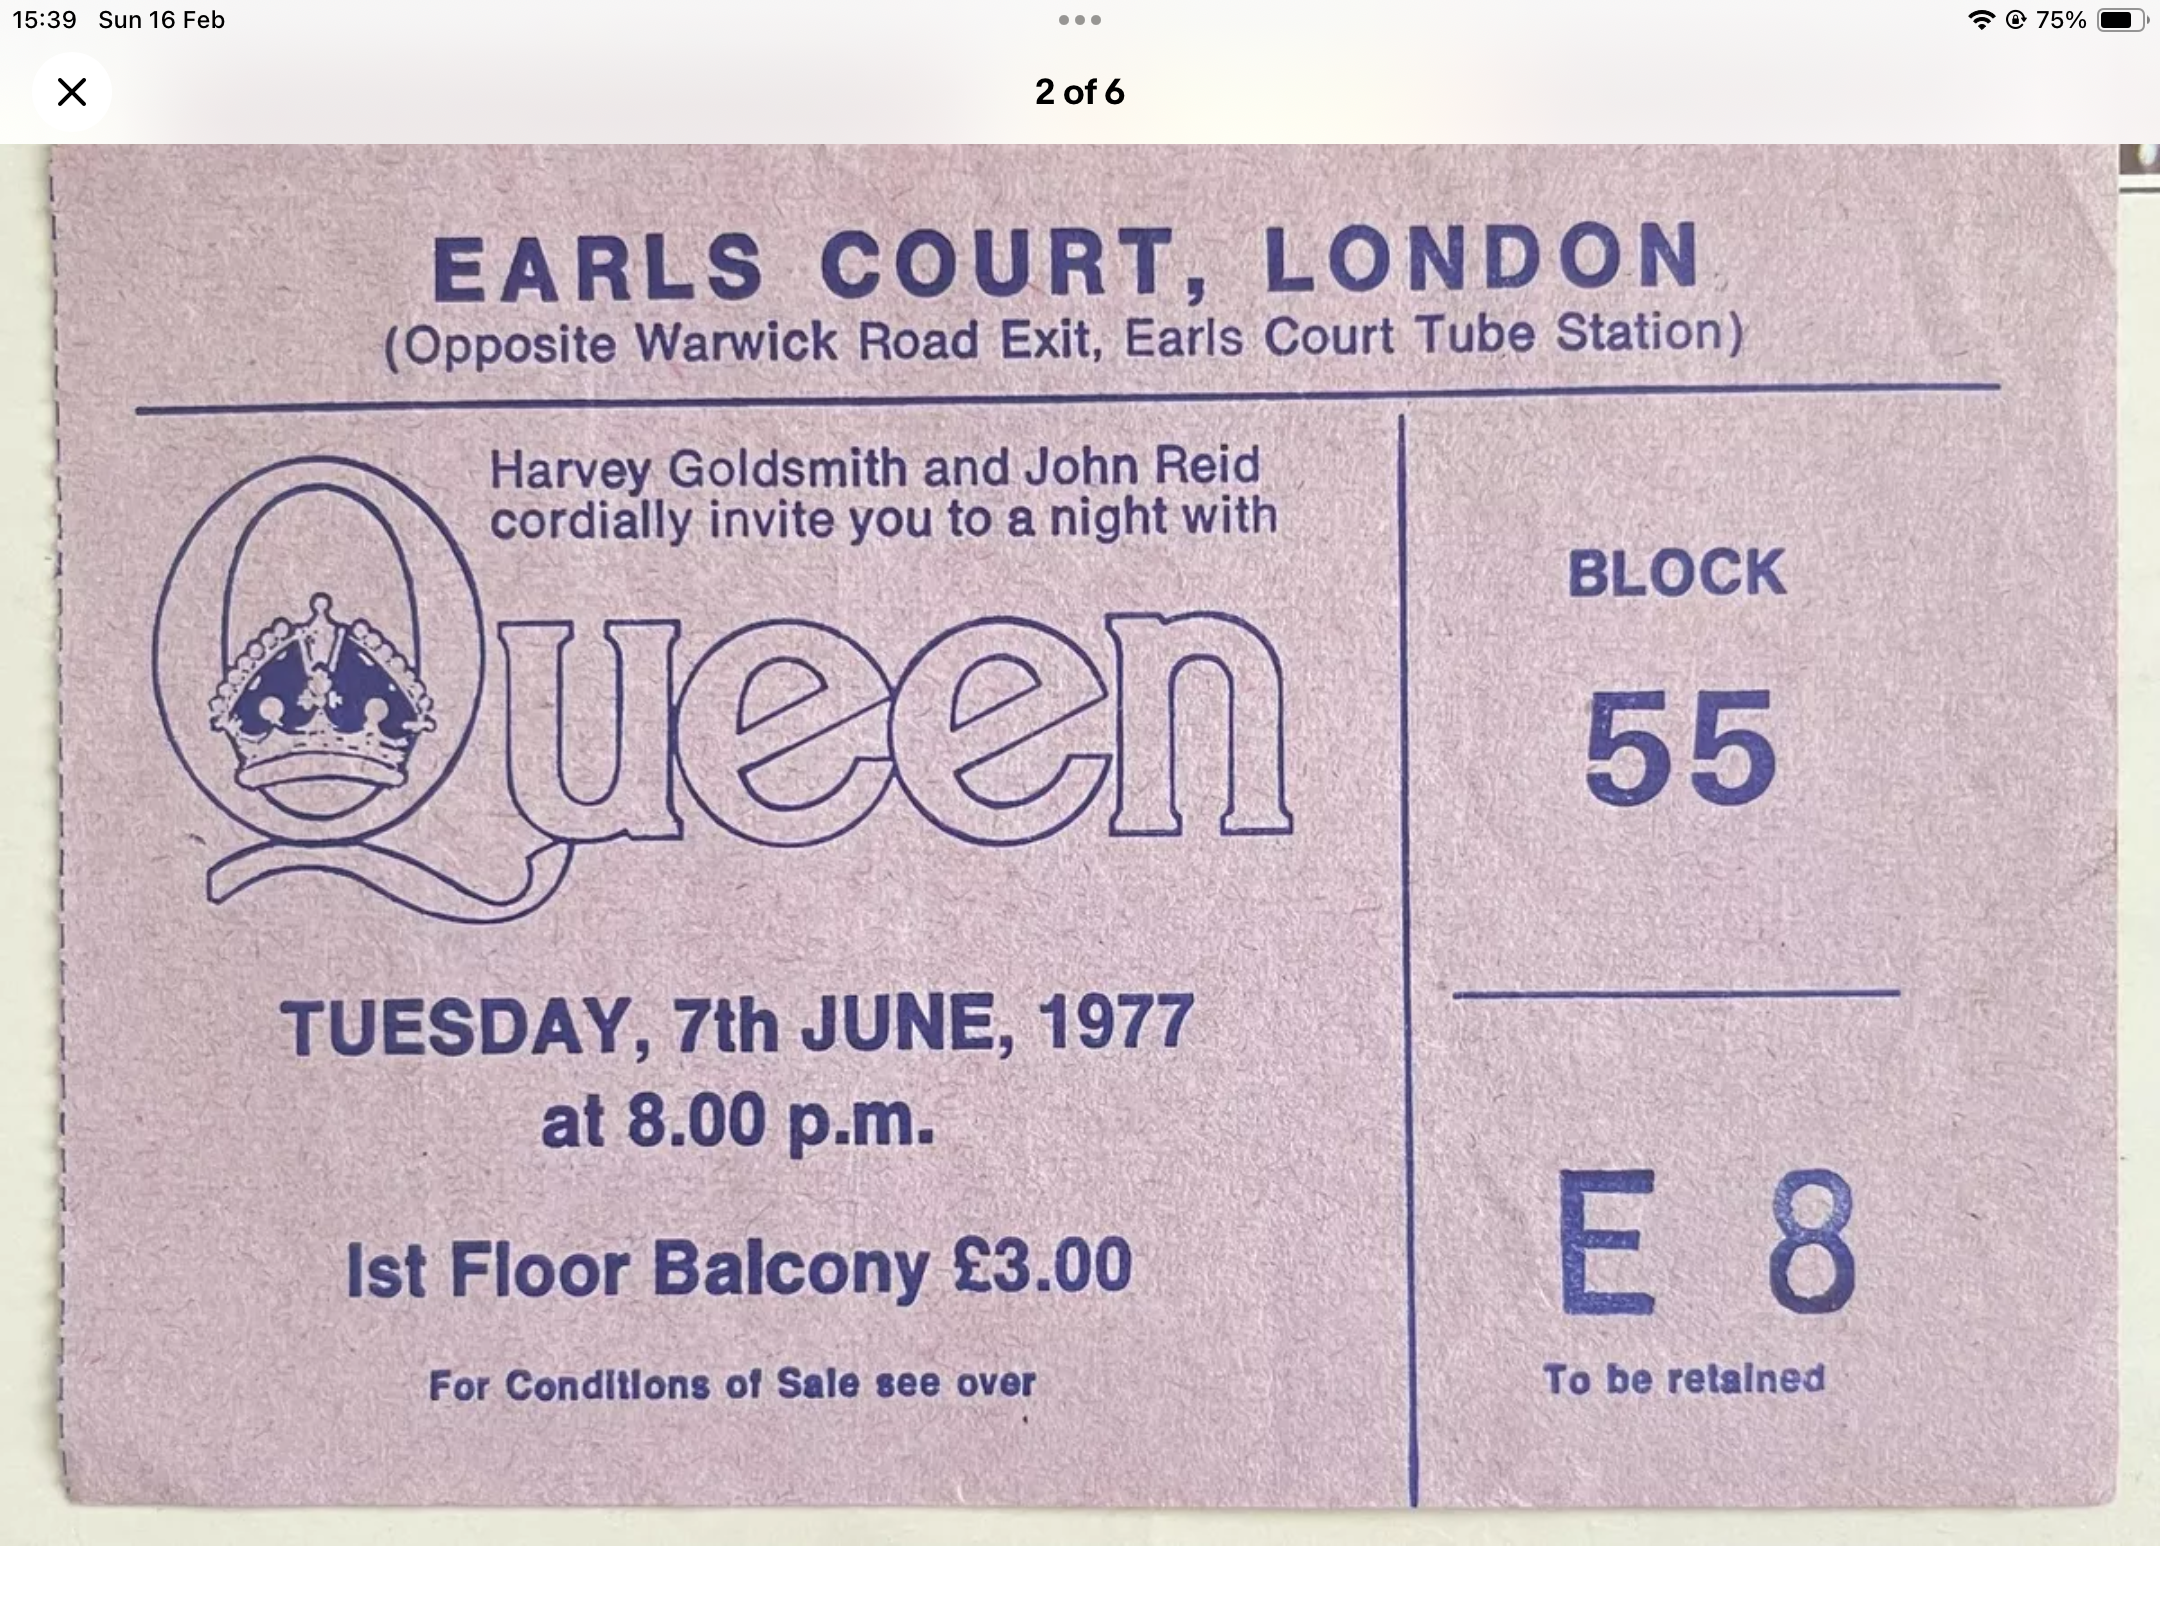 15:39 Sun 16 Feb
75%
2 of 6
EARLS COURT, LONDON
(Opposite Warwick Road Exit, Earls Court Tube Station)
Harvey Goldsmith and John Reid
cordially invite you to a night with
Queen
TUESDAY, 7th JUNE, 1977
at 8.00 p.m.
Ist Floor Balcony £3.00
For Conditions of Sale see over
BLOCK
55
E 8
To be retained